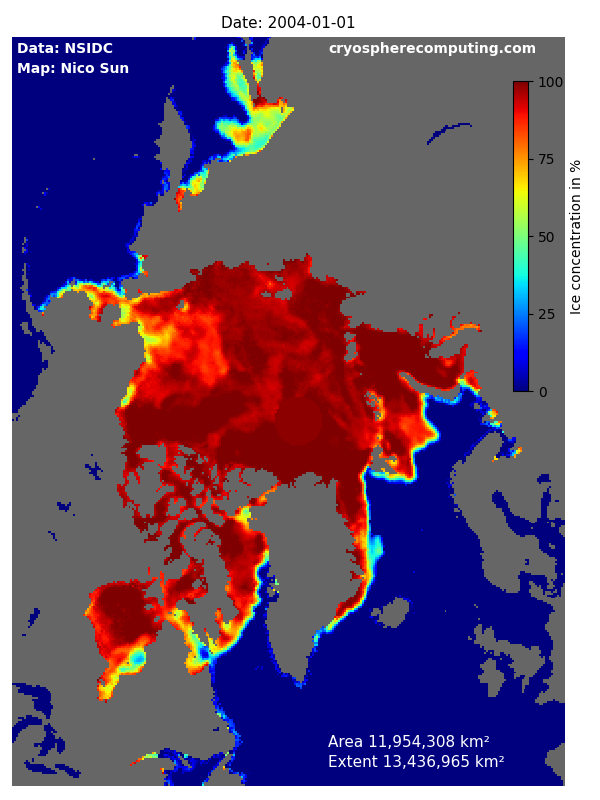 Date: 2004-01-01
Data: NSIDC
Map: Nico Sun
cryospherecomputing.com
100
75
50
25
0
Ice concentration in %
Area 11,954,308 km²
Extent 13,436,965 km²